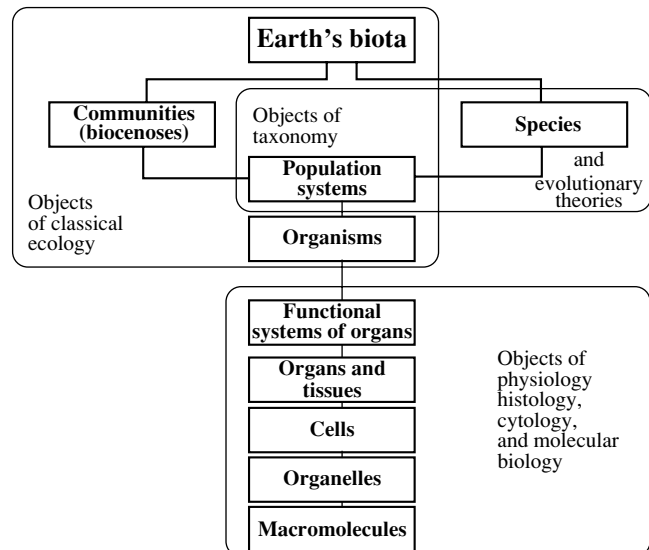 Earth's biota
Communities
(biocenoses)
Objects of
taxonomy
Species
Population
systems
and
evolutionary
theories
Objects
of classical
ecology
Organisms
Functional
systems of organs
Organs and
tissues
Cells
Organelles
Macromolecules
Objects of
physiology
histology,
cytology,
and molecular
biology